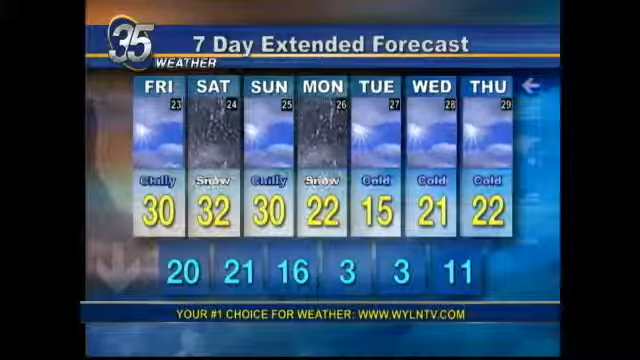 35
WEATHER
7 Day Extended Forecast
FRI SAT SUN MON TUE WED THU
23 24 25 26 27 28 29
Chilly Snow Chilly Snow Cold Cold Cold
30 32 30 22 15 21 22
20 21 16 3 3 11
YOUR #1 CHOICE FOR WEATHER: WWW.WYLNTV.COM